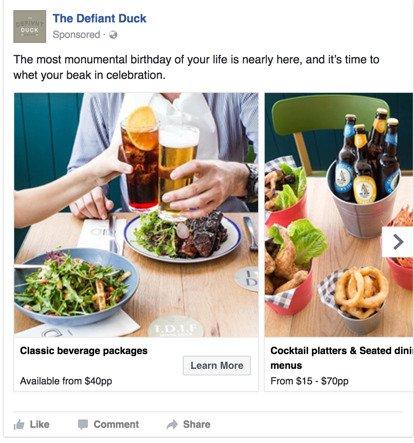 DEFIANT
DUCK
The Defiant Duck
Sponsored ·
The most monumental birthday of your life is nearly here, and it's time to
whet your beak in celebration.
T.D.I.F
Classic beverage packages
Available from $40pp
Learn More
Cocktail platters & Seated dini
menus
From $15 - $70pp
Like
Comment
Share